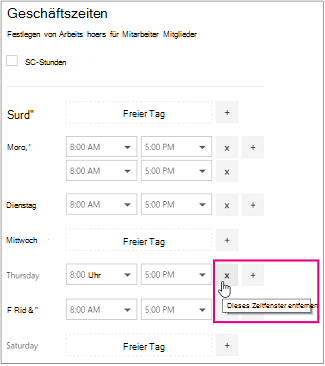 Geschäftszeiten
Festlegen von Arbeits hoers für Mitarbeiter Mitglieder
SC-Stunden
Surd" Freier Tag +
Moro, " 8:00 AM 5:00 PM x +
8:00 AM 5:00 PM x
Dienstag 8:00 AM 5:00 PM x +
Mittwoch Freier Tag +
Thursday 8:00 Uhr 5:00 PM x +
Dieses Zeitfenster entfernen
F Rid & " 8:00 AM 5:00 PM
Saturday Freier Tag +